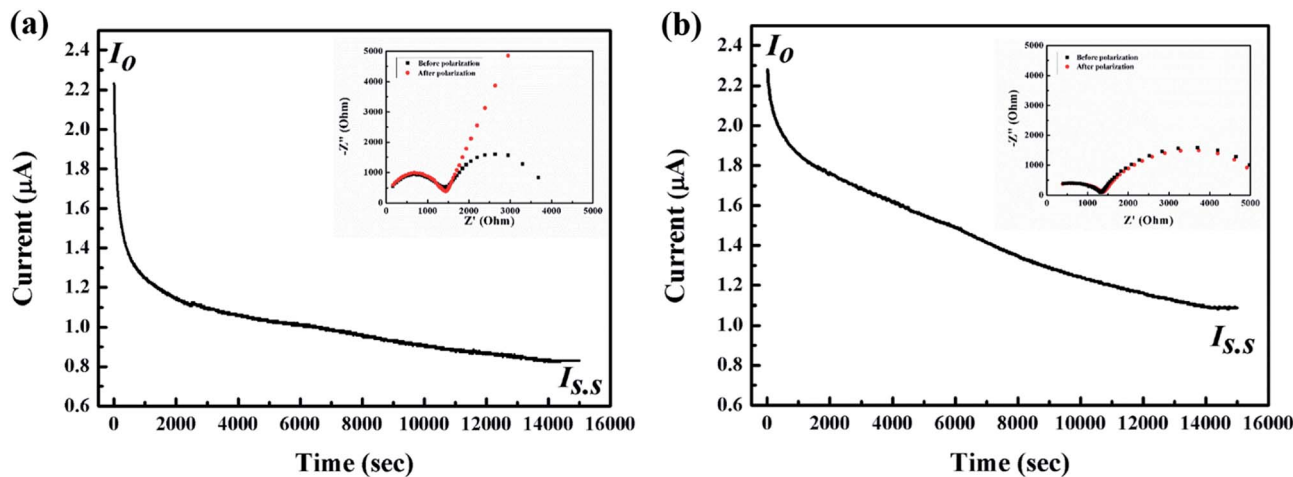 (a)
I₀
I_S.S
Current (μA)
Time (sec)
2.4
2.2
2.0
1.8
1.6
1.4
1.2
1.0
0.8
0.6
0 2000 4000 6000 8000 10000 12000 14000 16000
Before polarization
After polarization
-Z" (Ohm)
Z' (Ohm)
5000
4000
3000
2000
1000
0
0 1000 2000 3000 4000 5000
(b)
I₀
I_S.S
Current (μA)
Time (sec)
2.4
2.2
2.0
1.8
1.6
1.4
1.2
1.0
0.8
0.6
0 2000 4000 6000 8000 10000 12000 14000 16000
Before polarization
After polarization
-Z" (Ohm)
Z' (Ohm)
5000
4000
3000
2000
1000
0
0 1000 2000 3000 4000 5000